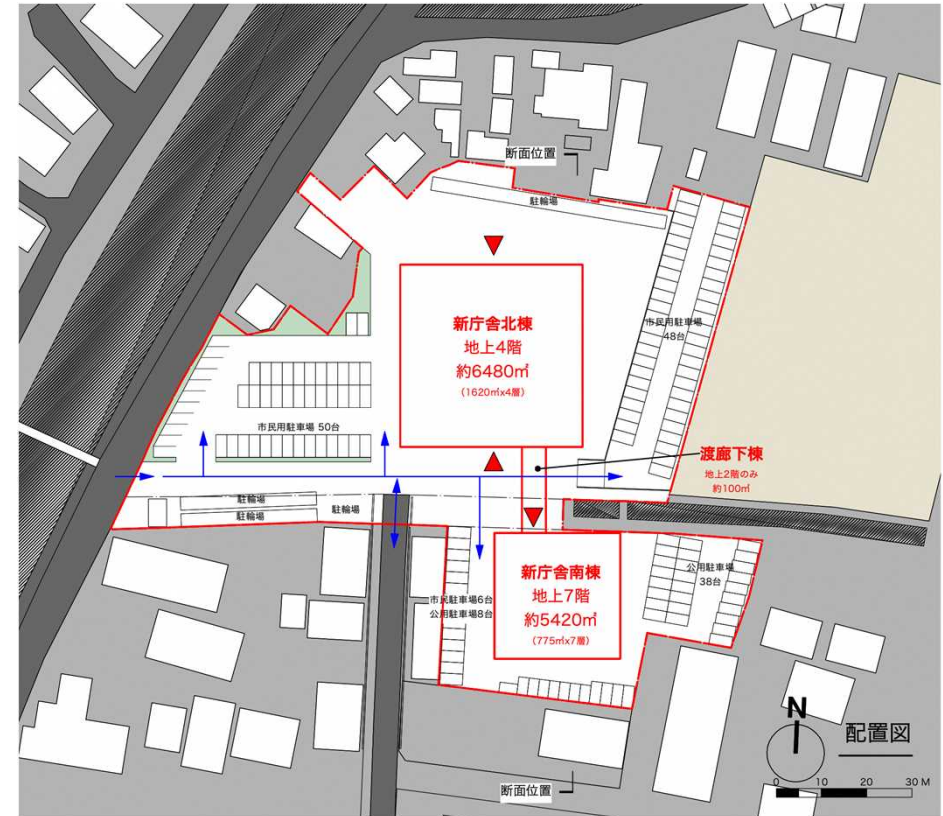 断面位置
駐輪場
新庁舎北棟
地上4階
約6480㎡
(1620㎡x4層)
市民用駐車場
48台
市民用駐車場 50台
渡廊下棟
地上2階のみ
約100㎡
駐輪場
駐輪場
駐輪場
新庁舎南棟
地上7階
約5420㎡
(775㎡x7層)
公用駐車場
38台
市民駐車場6台
公用駐車場8台
N
配置図
0 10 20 30 M
断面位置